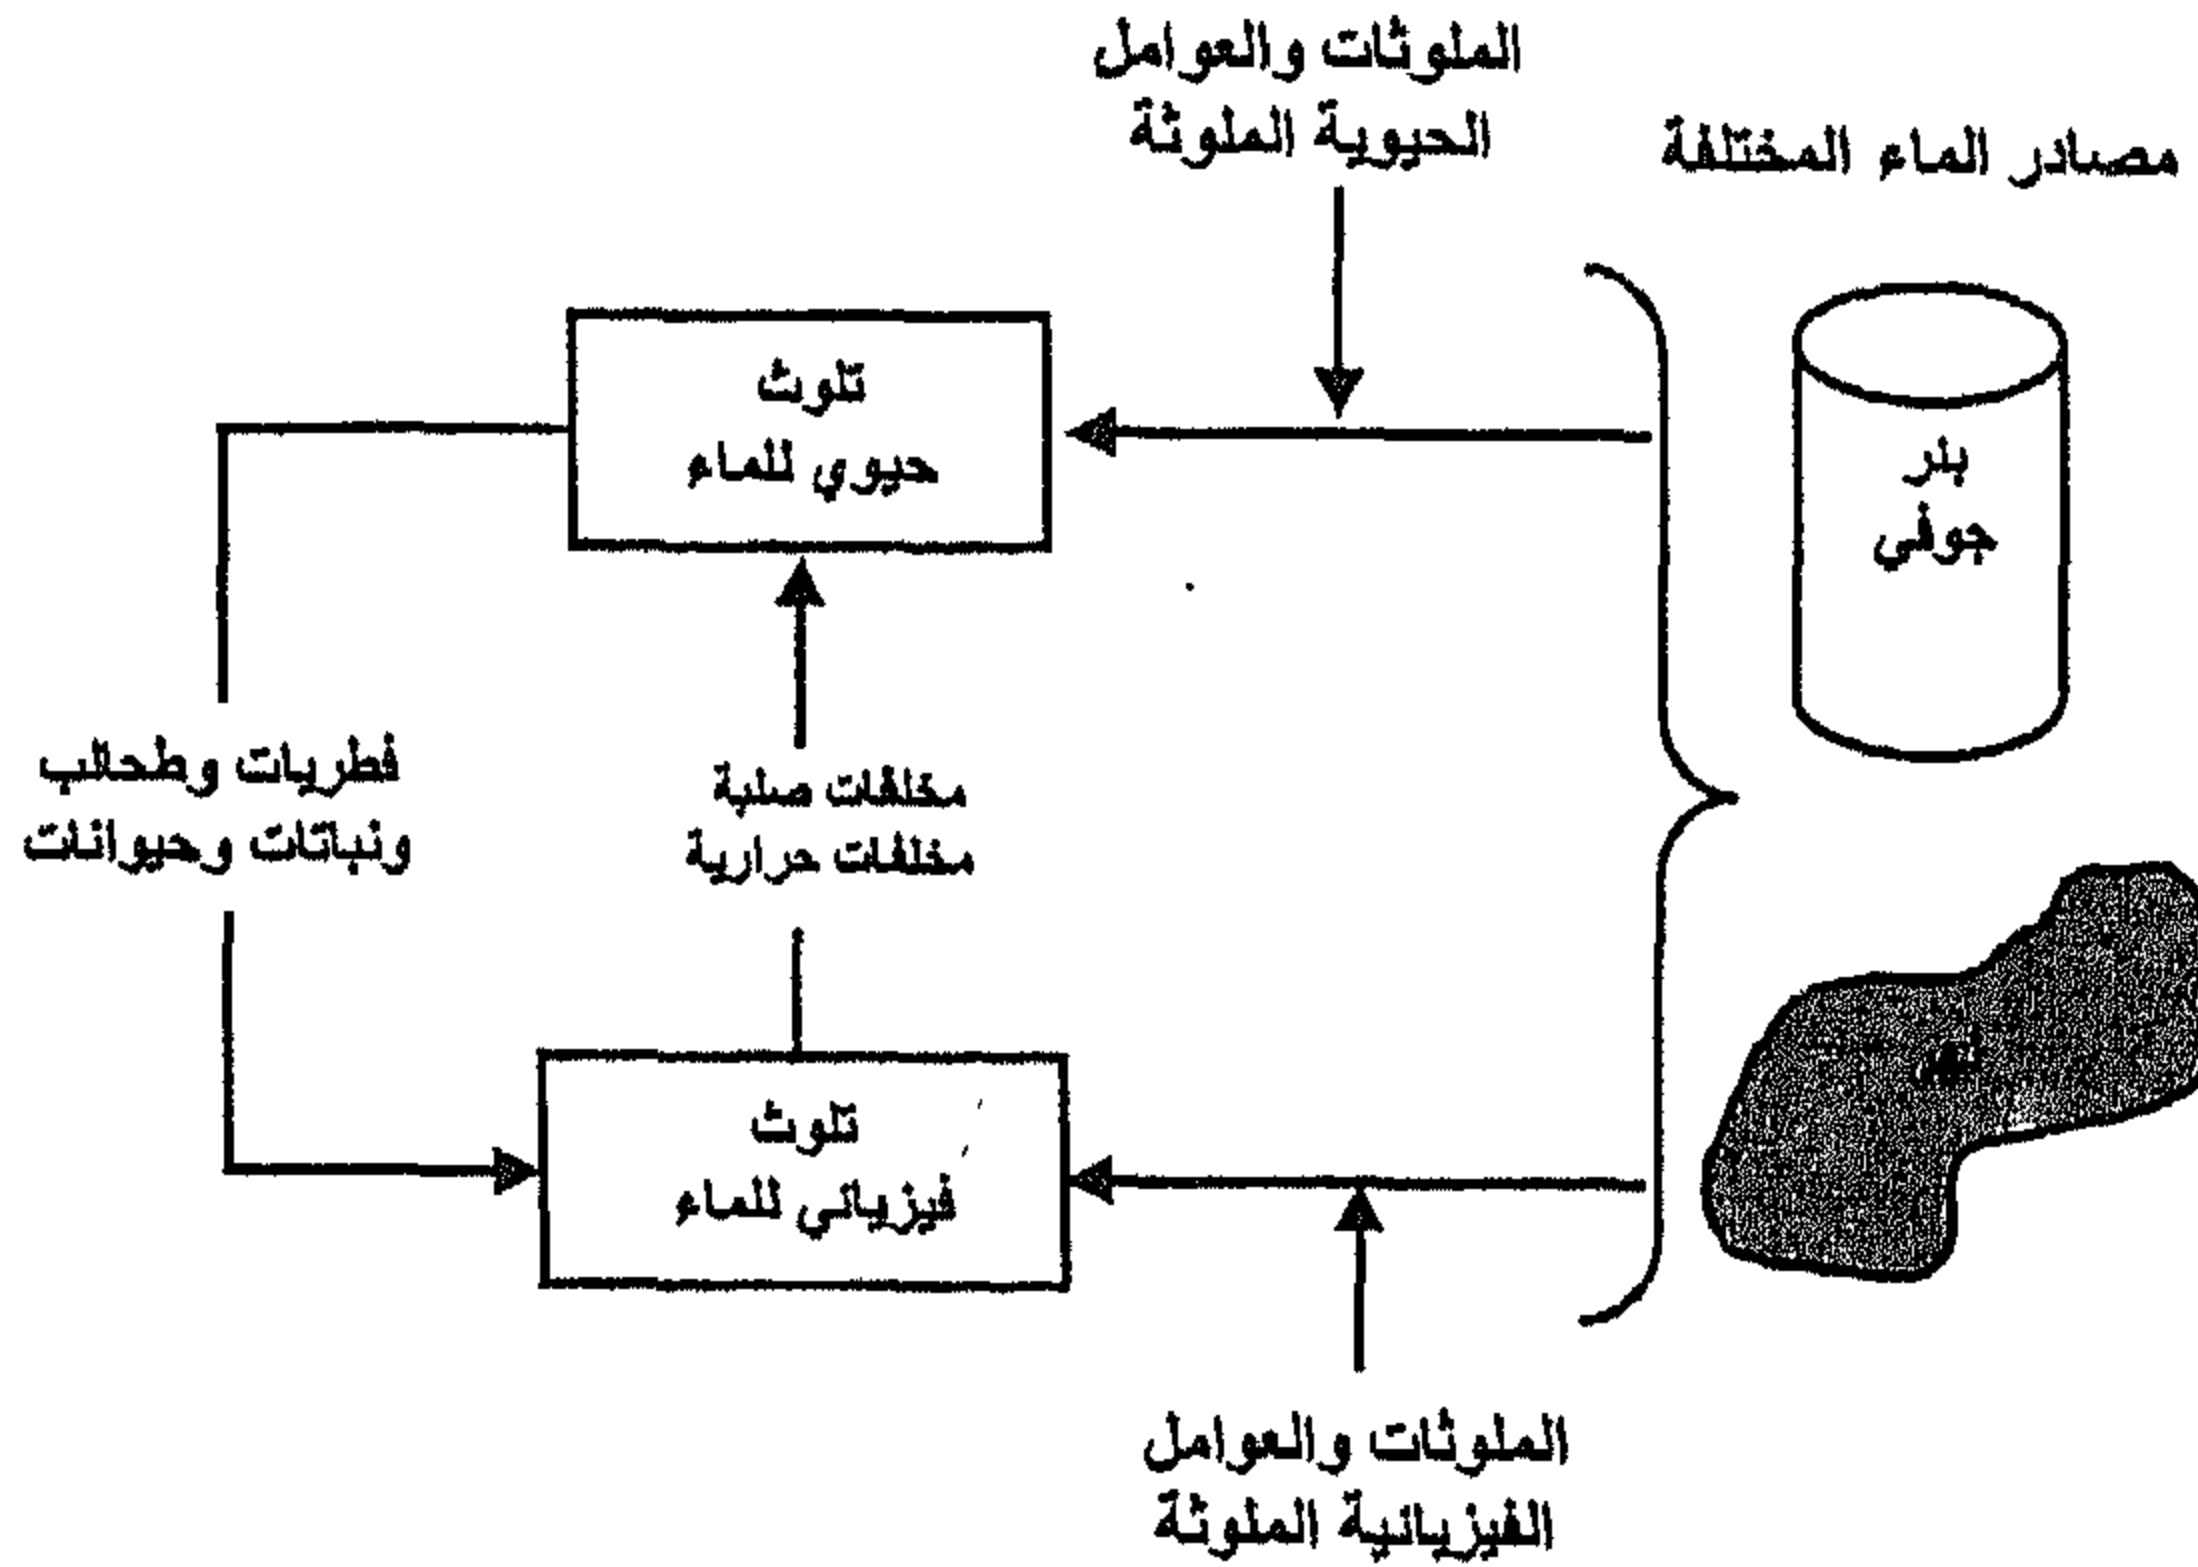 الملوثات والعوامل
الحيوية الملوثة
مصادر الماء المختلفة
بئر
جوفي
تلوث
حيوي للماء
فطريات وطحالب
ونباتات وحيوانات
مخلفات صلبة
مخلفات حرارية
نهر
تلوث
فيزيائي للماء
الملوثات والعوامل
الفيزيائية الملوثة